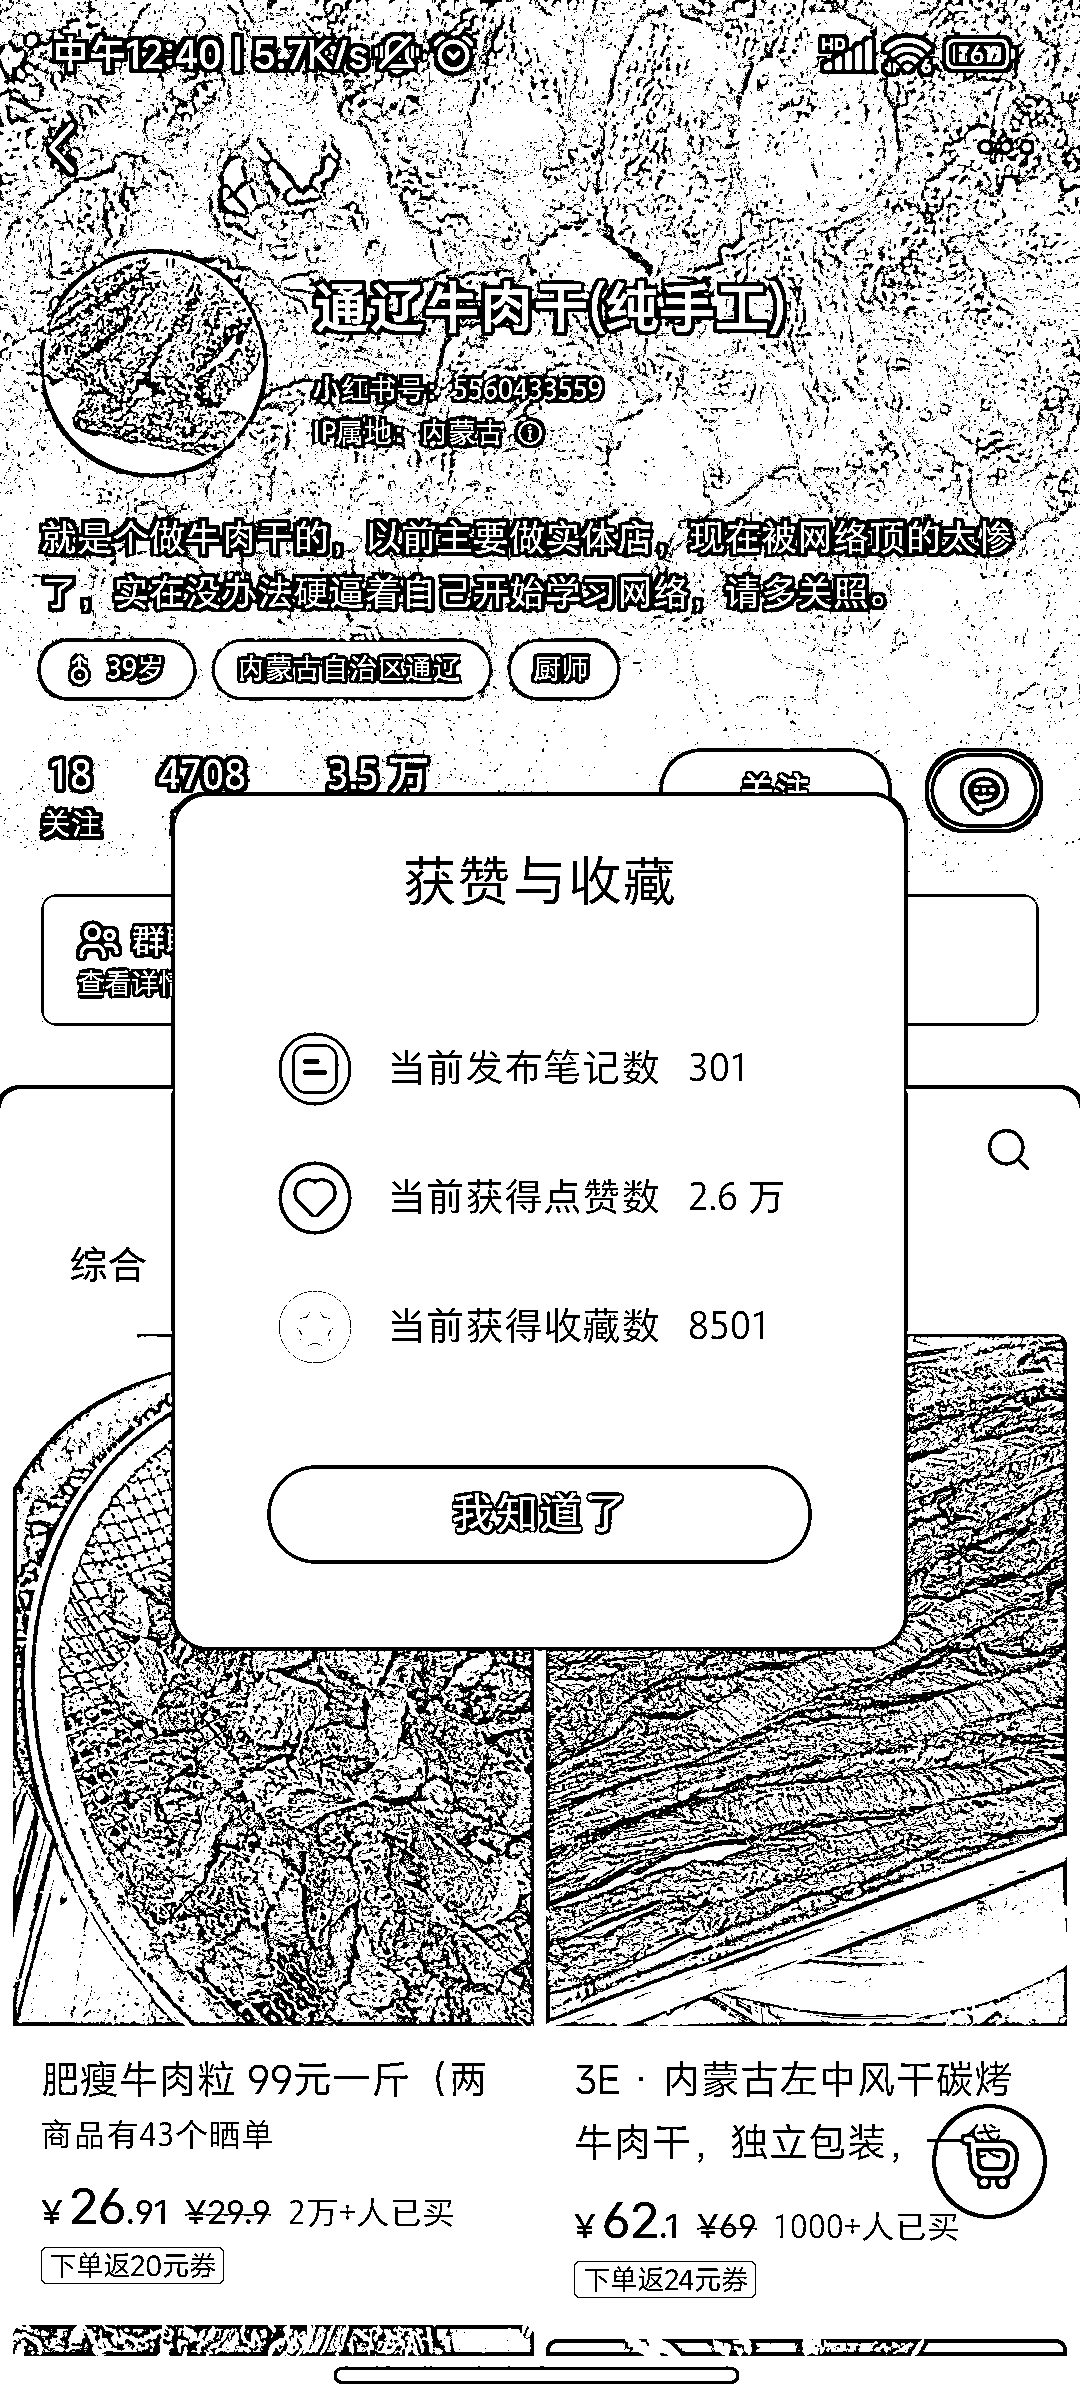 中午12:40 | 5.7K/s
通辽牛肉干(纯手工)
小红书号：5560433559
IP属地：内蒙古
就是个做牛肉干的，以前主要做实体店，现在被网络顶的太惨
了，实在没办法硬逼着自己开始学习网络，请多关照。
39岁 内蒙古自治区通辽 厨师
18 4708 3.5万
关注 关注
获赞与收藏
群
查看详
当前发布笔记数 301
当前获得点赞数 2.6 万
综合
当前获得收藏数 8501
我知道了
肥瘦牛肉粒 99元一斤（两
商品有43个晒单
¥26.91 ¥29.9 2万+人已买
下单返20元券
3E · 内蒙古左中风干碳烤
牛肉干，独立包装，一
¥62.1 ¥69 1000+人已买
下单返24元券